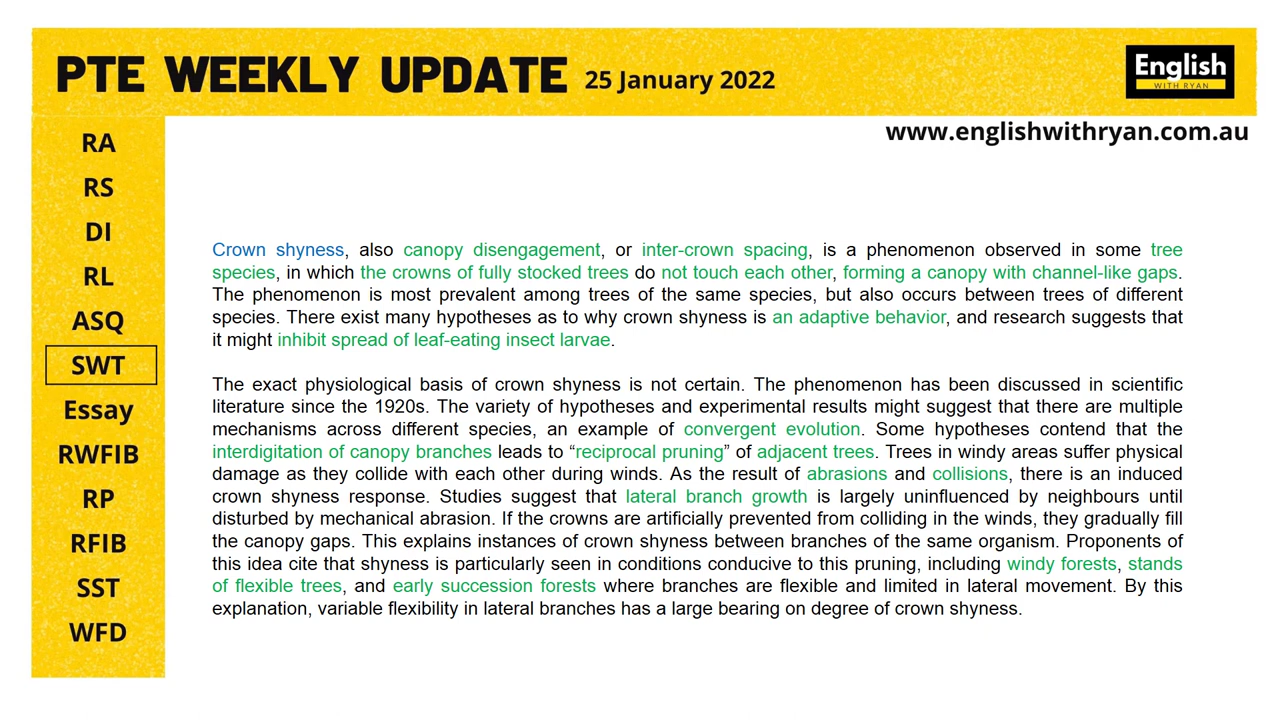 PTE WEEKLY UPDATE 25 January 2022
English
WITH RYAN
www.englishwithryan.com.au
RA
RS
DI
RL
ASQ
SWT
Essay
RWFIB
RP
RFIB
SST
WFD
Crown shyness, also canopy disengagement, or inter-crown spacing, is a phenomenon observed in some tree
species, in which the crowns of fully stocked trees do not touch each other, forming a canopy with channel-like gaps.
The phenomenon is most prevalent among trees of the same species, but also occurs between trees of different
species. There exist many hypotheses as to why crown shyness is an adaptive behavior, and research suggests that
it might inhibit spread of leaf-eating insect larvae.
The exact physiological basis of crown shyness is not certain. The phenomenon has been discussed in scientific
literature since the 1920s. The variety of hypotheses and experimental results might suggest that there are multiple
mechanisms across different species, an example of convergent evolution. Some hypotheses contend that the
interdigitation of canopy branches leads to “reciprocal pruning” of adjacent trees. Trees in windy areas suffer physical
damage as they collide with each other during winds. As the result of abrasions and collisions, there is an induced
crown shyness response. Studies suggest that lateral branch growth is largely uninfluenced by neighbours until
disturbed by mechanical abrasion. If the crowns are artificially prevented from colliding in the winds, they gradually fill
the canopy gaps. This explains instances of crown shyness between branches of the same organism. Proponents of
this idea cite that shyness is particularly seen in conditions conducive to this pruning, including windy forests, stands
of flexible trees, and early succession forests where branches are flexible and limited in lateral movement. By this
explanation, variable flexibility in lateral branches has a large bearing on degree of crown shyness.